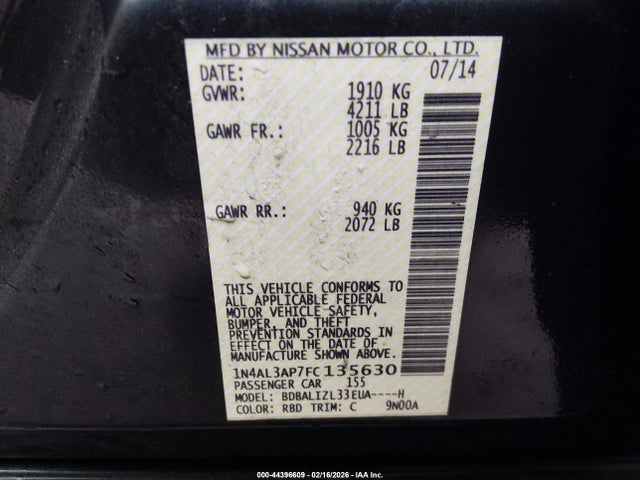 MFD BY NISSAN MOTOR CO., LTD.
DATE: 07/14
GVWR: 1910 KG
4211 LB
GAWR FR.: 1005 KG
2216 LB
GAWR RR.: 940 KG
2072 LB
THIS VEHICLE CONFORMS TO
ALL APPLICABLE FEDERAL
MOTOR VEHICLE SAFETY,
BUMPER, AND THEFT
PREVENTION STANDARDS IN
EFFECT ON THE DATE OF
MANUFACTURE SHOWN ABOVE.
1N4AL3AP7FC135630
PASSENGER CAR 155
MODEL: BDBALIZL33EUA----H
COLOR: RBD TRIM: C 9N00A
000-44396609 - 02/16/2026 - IAA Inc.